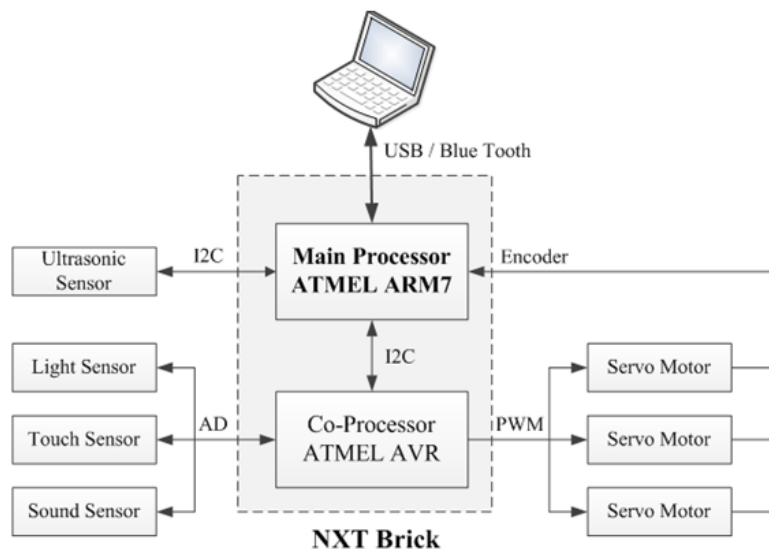 USB / Blue Tooth
Ultrasonic
Sensor
I2C
Main Processor
ATMEL ARM7
Encoder
I2C
Light Sensor
Servo Motor
Touch Sensor
AD
Co-Processor
ATMEL AVR
PWM
Servo Motor
Sound Sensor
Servo Motor
NXT Brick